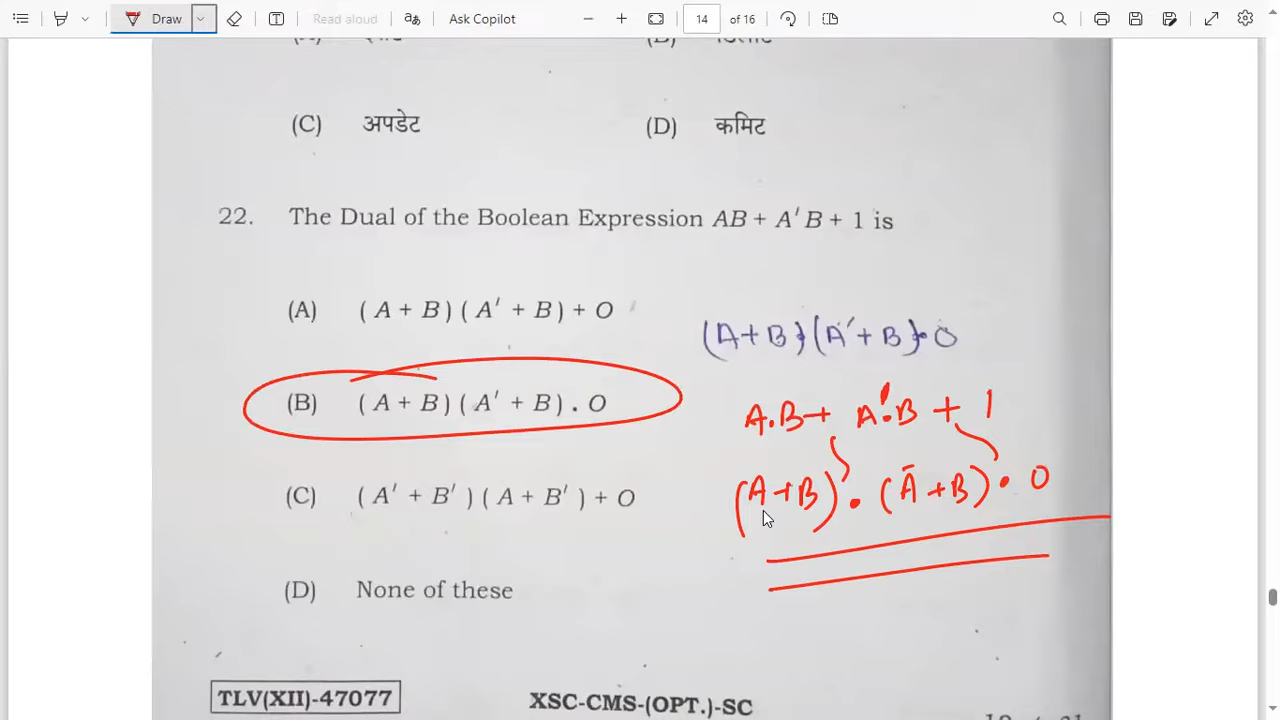 Draw
Read aloud
Ask Copilot
14 of 16
(C) अपडेट (D) कमिट
22. The Dual of the Boolean Expression AB + A′B + 1 is
(A) ( A + B ) ( A′ + B ) + O
(A+B)(A′+B)·0
(B) ( A + B ) ( A′ + B ) . O
A.B+ A'.B + 1
(A+B) . (Ā+B) . 0
(C) ( A′ + B′ ) ( A + B′ ) + O
(D) None of these
TLV(XII)-47077 XSC-CMS-(OPT.)-SC